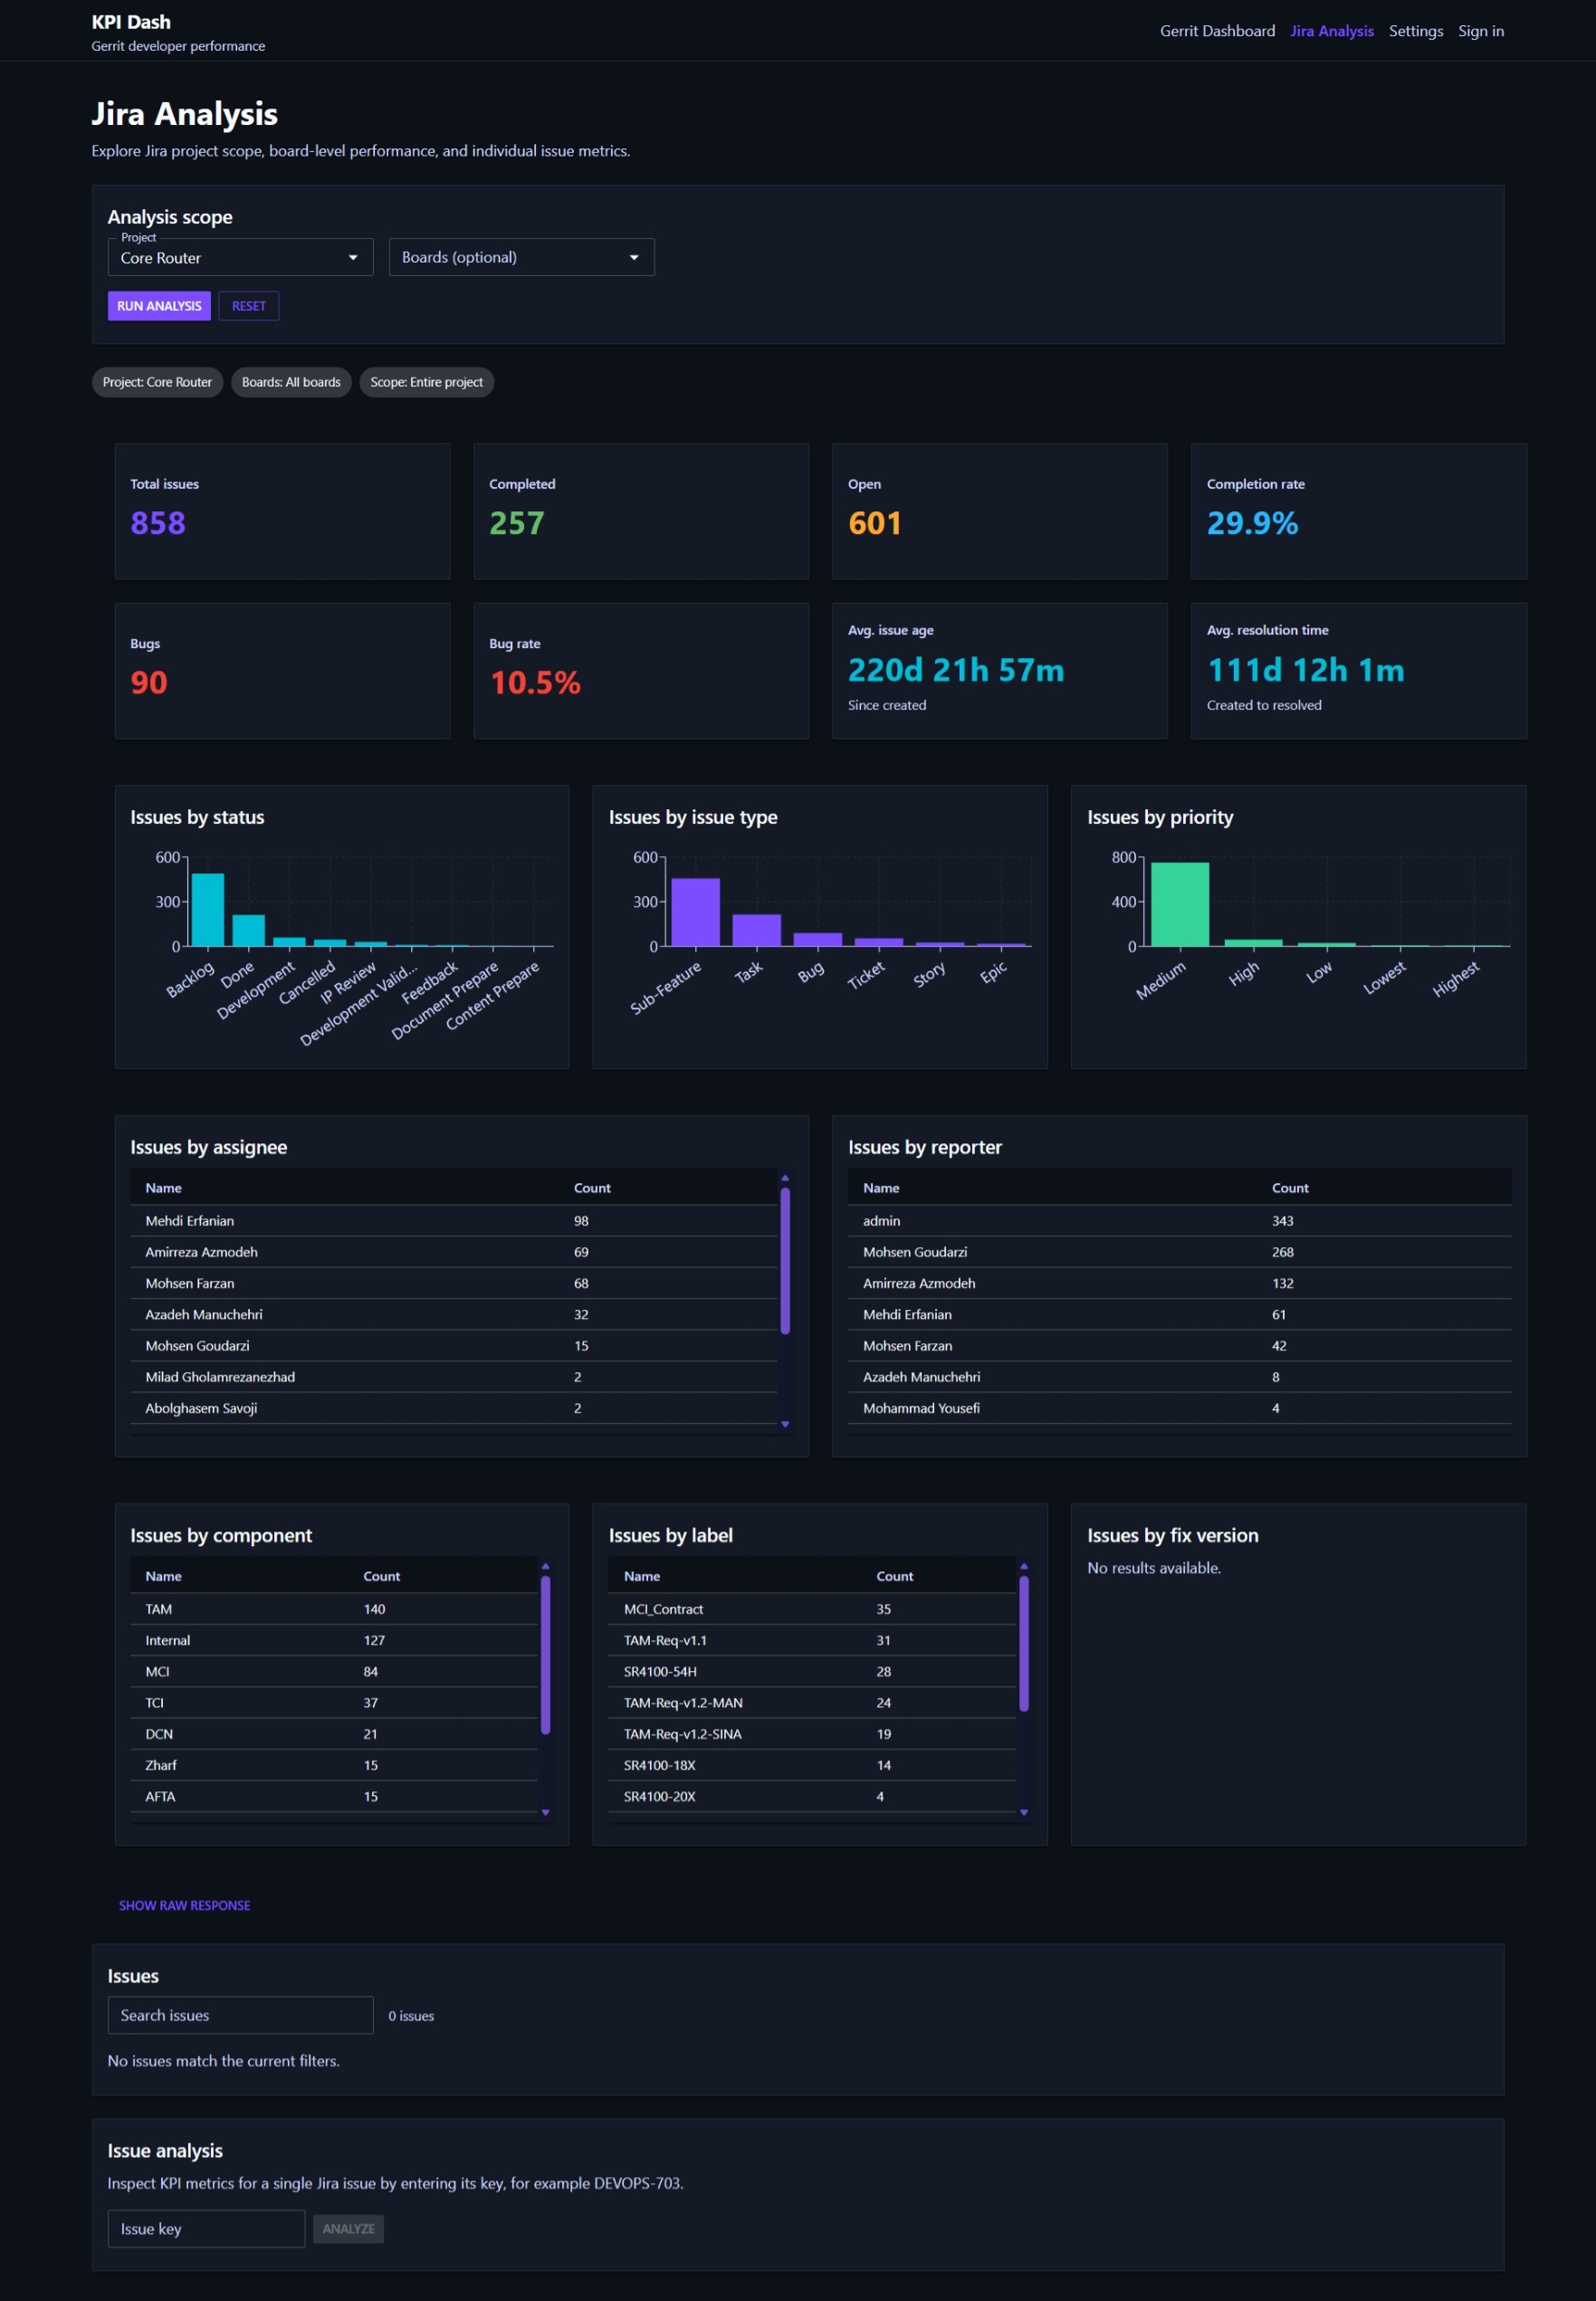 KPI Dash
Gerrit developer performance
Gerrit Dashboard Jira Analysis Settings Sign in
Jira Analysis
Explore Jira project scope, board-level performance, and individual issue metrics.
Analysis scope
Project
Core Router
Boards (optional)
RUN ANALYSIS RESET
Project: Core Router Boards: All boards Scope: Entire project
Total issues
858
Completed
257
Open
601
Completion rate
29.9%
Bugs
90
Bug rate
10.5%
Avg. issue age
220d 21h 57m
Since created
Avg. resolution time
111d 12h 1m
Created to resolved
Issues by status
600
300
0
Backlog
Done
Development
Cancelled
IP Review
Development Valid...
Feedback
Document Prepare
Content Prepare
Issues by issue type
600
300
0
Sub-Feature
Task
Bug
Ticket
Story
Epic
Issues by priority
800
400
0
Medium
High
Low
Lowest
Highest
Issues by assignee
Name Count
Mehdi Erfanian 98
Amirreza Azmodeh 69
Mohsen Farzan 68
Azadeh Manuchehri 32
Mohsen Goudarzi 15
Milad Gholamrezanezhad 2
Abolghasem Savoji 2
Issues by reporter
Name Count
admin 343
Mohsen Goudarzi 268
Amirreza Azmodeh 132
Mehdi Erfanian 61
Mohsen Farzan 42
Azadeh Manuchehri 8
Mohammad Yousefi 4
Issues by component
Name Count
TAM 140
Internal 127
MCI 84
TCI 37
DCN 21
Zharf 15
AFTA 15
Issues by label
Name Count
MCI_Contract 35
TAM-Req-v1.1 31
SR4100-54H 28
TAM-Req-v1.2-MAN 24
TAM-Req-v1.2-SINA 19
SR4100-18X 14
SR4100-20X 4
Issues by fix version
No results available.
SHOW RAW RESPONSE
Issues
Search issues 0 issues
No issues match the current filters.
Issue analysis
Inspect KPI metrics for a single Jira issue by entering its key, for example DEVOPS-703.
Issue key ANALYZE